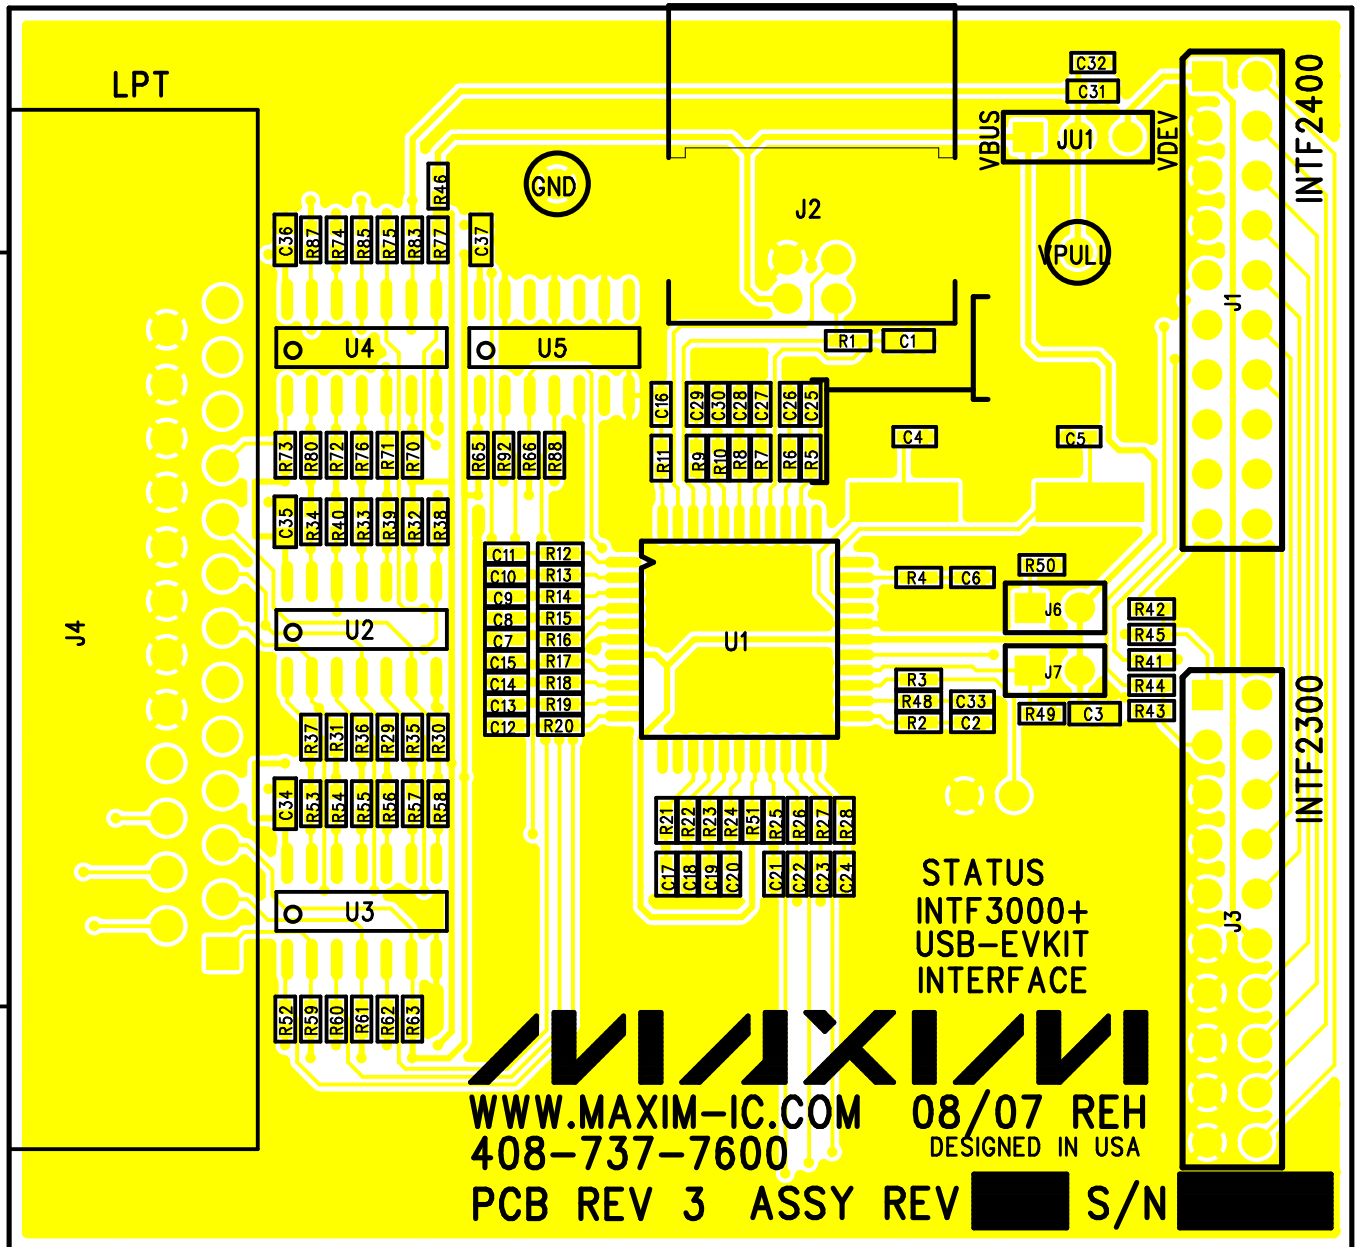 LPT
C32
C31
VBUS
JU1
VDEV
INTF2400
R46
GND
J2
VPULL
C36
R87
R74
R85
R75
R83
R77
C37
J1
U4
U5
R1
C1
C16
C29
C30
C28
C27
C26
C25
C4
C5
R73
R80
R72
R76
R71
R70
R65
R92
R66
R88
R11
R9
R10
R8
R7
R6
R5
C35
R34
R40
R33
R39
R32
R38
C11 R12
C10 R13
C9 R14
C8 R15
C7 R16
C15 R17
C14 R18
C13 R19
C12 R20
R50
R4 C6
J6
R42
R45
R41
R44
R43
J4
U2
U1
J7
R3
R48 C33
R2 C2
R49 C3
INTF2300
R37
R31
R36
R29
R35
R30
C34
R53
R54
R55
R56
R57
R58
R21
R22
R23
R24
R51
R25
R26
R27
R28
C17
C18
C19
C20
C21
C22
C23
C24
U3
J3
STATUS
INTF3000+
USB-EVKIT
INTERFACE
R52
R59
R60
R61
R62
R63
MAXIM
WWW.MAXIM-IC.COM 08/07 REH
408-737-7600 DESIGNED IN USA
PCB REV 3 ASSY REV S/N